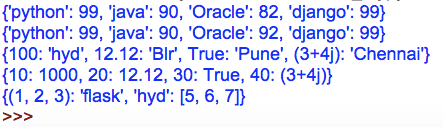 {'python': 99, 'java': 90, 'Oracle': 82, 'django': 99}
{'python': 99, 'java': 90, 'Oracle': 92, 'django': 99}
{100: 'hyd', 12.12: 'Blr', True: 'Pune', (3+4j): 'Chennai'}
{10: 1000, 20: 12.12, 30: True, 40: (3+4j)}
{(1, 2, 3): 'flask', 'hyd': [5, 6, 7]}
>>>